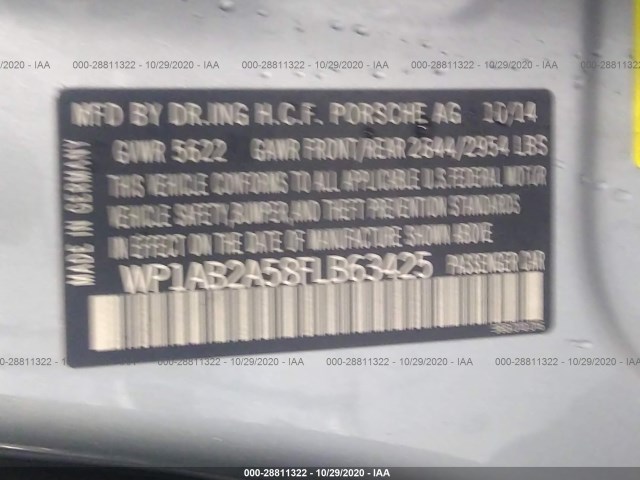 000-28811322 - 10/29/2020 - IAA
MFD BY DR.ING H.C.F. PORSCHE AG 10/14
GVWR 5622 GAWR FRONT/REAR 2844/2954 LBS
THIS VEHICLE CONFORMS TO ALL APPLICABLE U.S.FEDERAL MOTOR
VEHICLE SAFETY,BUMPER,AND THEFT PREVENTION STANDARDS
IN EFFECT ON THE DATE OF MANUFACTURE SHOWN ABOVE
WP1AB2A58FLB63425 PASSENGER CAR
MADE IN GERMANY
000-28811322 - 10/29/2020 - IAA
000-28811322 - 10/29/2020 - IAA